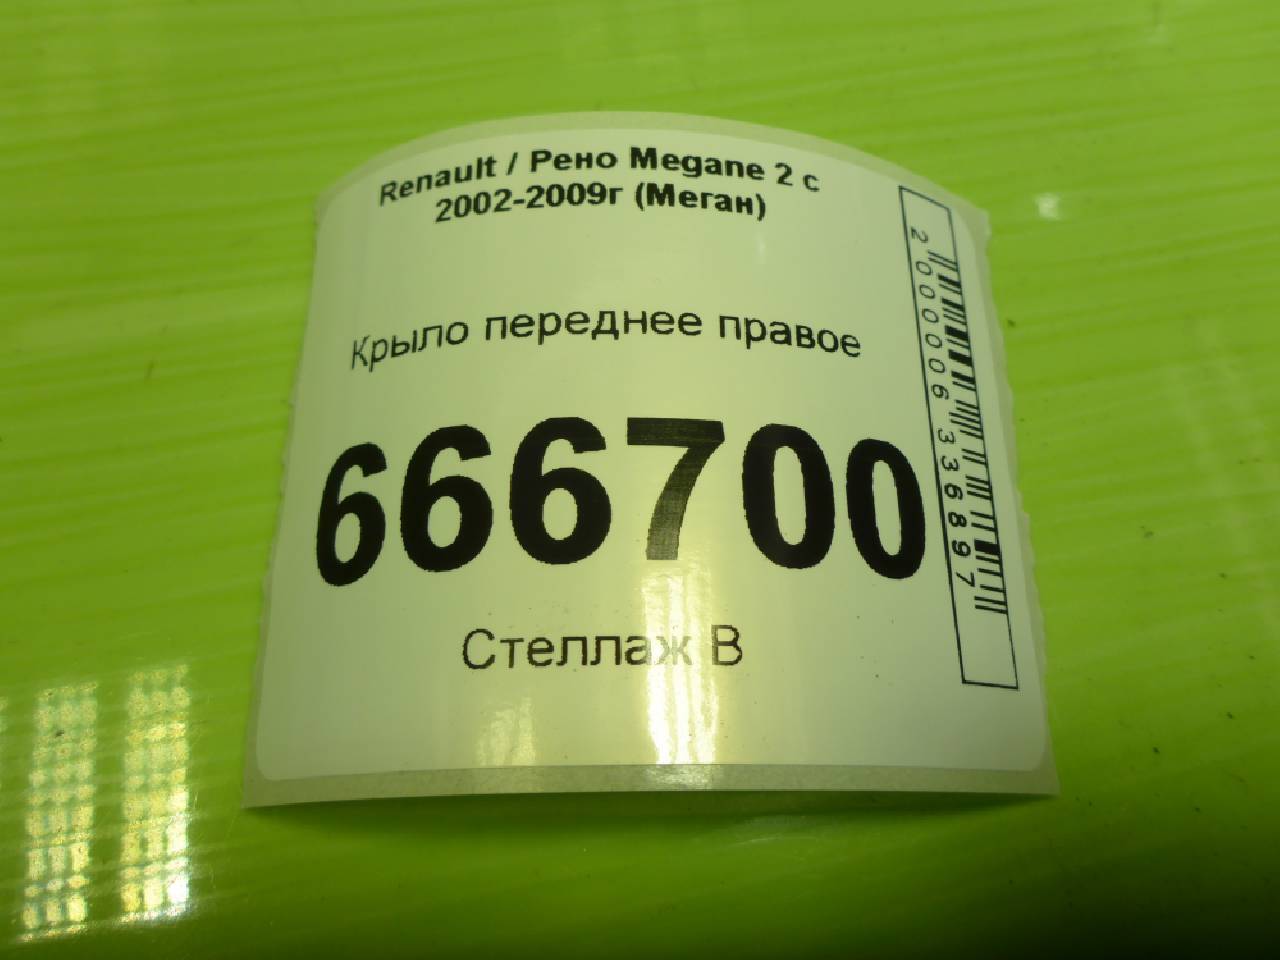 Renault / Рено Megane 2 с
2002-2009г (Меган)
Крыло переднее правое
666700
Стеллаж В
2000006336897